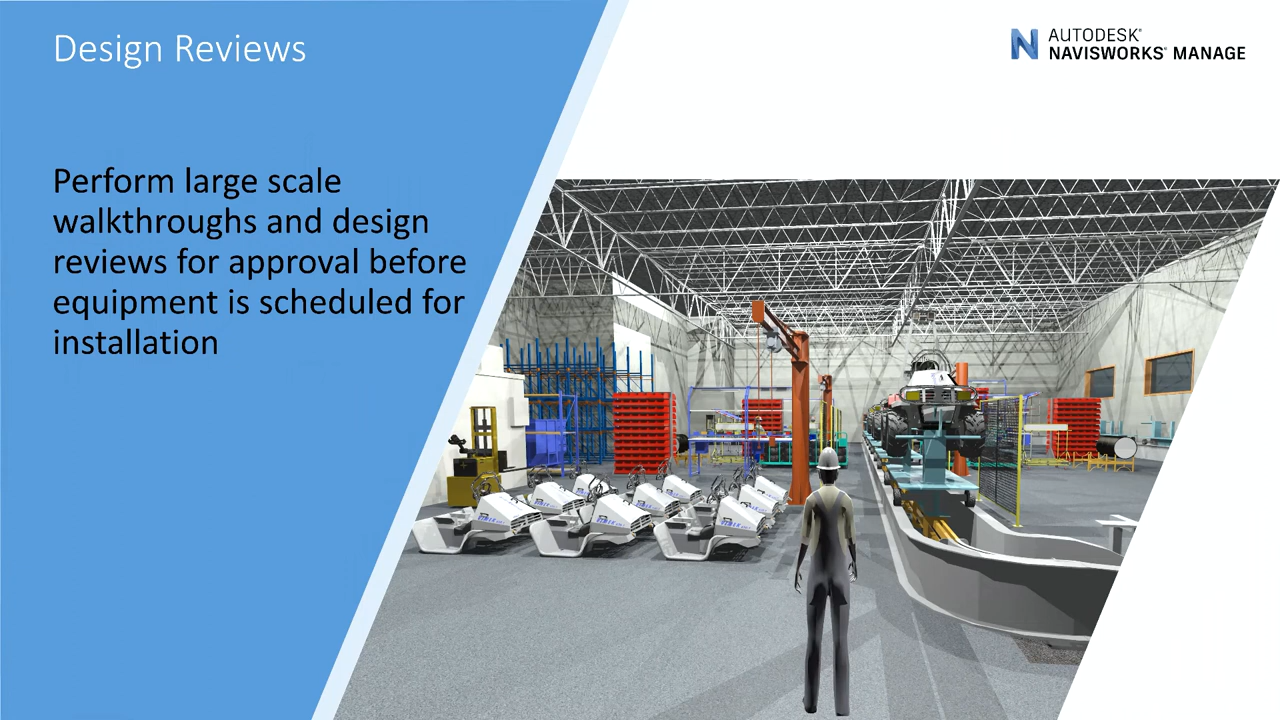 Design Reviews
AUTODESK®
NAVISWORKS® MANAGE
Perform large scale
walkthroughs and design
reviews for approval before
equipment is scheduled for
installation